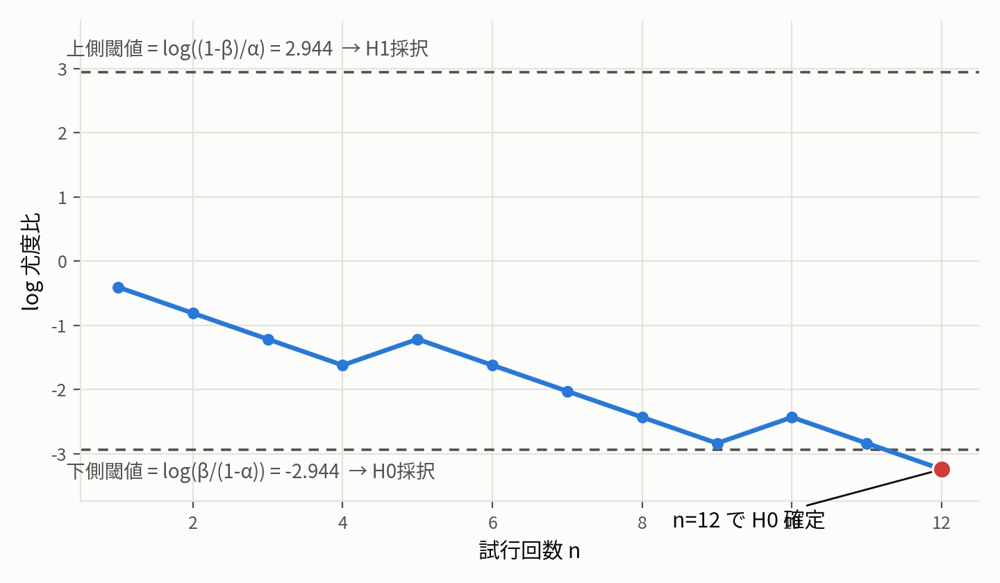 上側閾値 = log((1-β)/α) = 2.944 → H1採択
3
2
1
0
-1
-2
-3
log 尤度比
下側閾値 = log(β/(1-α)) = -2.944 → H0採択
n=12 で H0 確定
2
4
6
8
10
12
試行回数 n